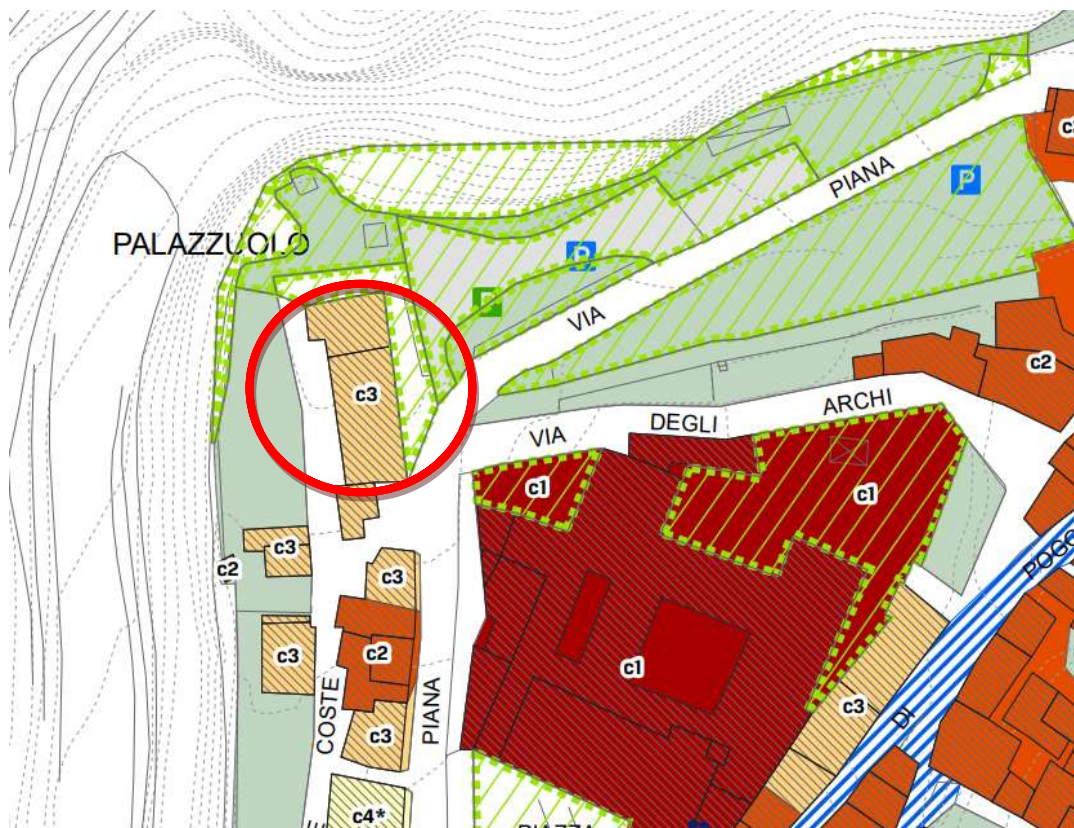 c3
PIANA
P
PALAZZUOLO
P
VIA
c3
c2
ARCHI
DEGLI
VIA
c1
c1
POGG
c3
c2
c3
c3
c2
c1
c3
DI
COSTE
PIANA
c3
c4*
PIAZZA